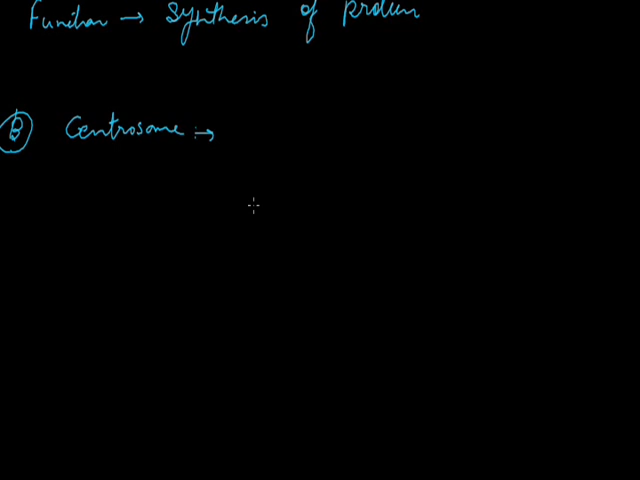 Function → Synthesis of protein
B Centrosome :→